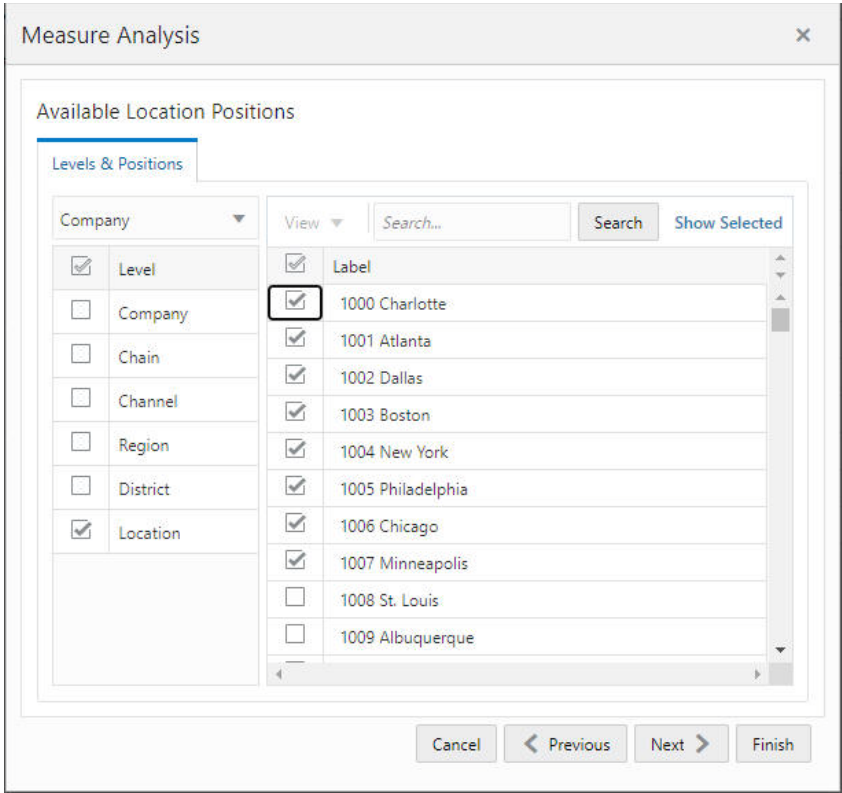 Measure Analysis
Available Location Positions
Levels & Positions
Company
View
Search...
Search
Show Selected
Level
Company
Chain
Channel
Region
District
Location
Label
1000 Charlotte
1001 Atlanta
1002 Dallas
1003 Boston
1004 New York
1005 Philadelphia
1006 Chicago
1007 Minneapolis
1008 St. Louis
1009 Albuquerque
Cancel
Previous
Next
Finish